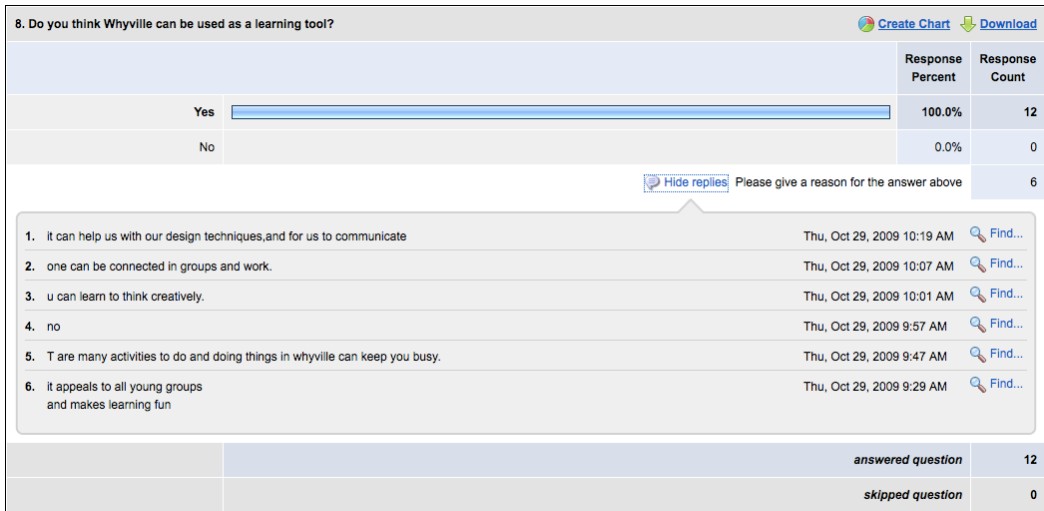 8. Do you think Whyville can be used as a learning tool? Create Chart Download
Response Percent Response Count
Yes 100.0% 12
No 0.0% 0
Hide replies Please give a reason for the answer above 6
1. it can help us with our design techniques,and for us to communicate Thu, Oct 29, 2009 10:19 AM Find...
2. one can be connected in groups and work. Thu, Oct 29, 2009 10:07 AM Find...
3. u can learn to think creatively. Thu, Oct 29, 2009 10:01 AM Find...
4. no Thu, Oct 29, 2009 9:57 AM Find...
5. T are many activities to do and doing things in whyville can keep you busy. Thu, Oct 29, 2009 9:47 AM Find...
6. it appeals to all young groups Thu, Oct 29, 2009 9:29 AM Find...
and makes learning fun
answered question 12
skipped question 0